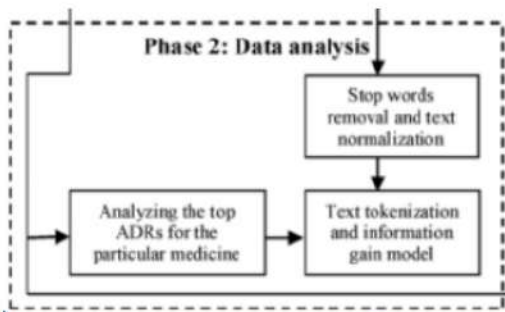 Phase 2: Data analysis
Stop words
removal and text
normalization
Analyzing the top
ADRs for the
particular medicine
Text tokenization
and information
gain model